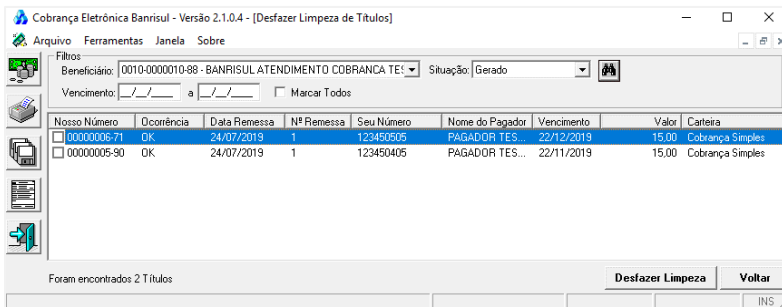 Cobrança Eletrônica Banrisul - Versão 2.1.0.4 - [Desfazer Limpeza de Títulos]
Arquivo Ferramentas Janela Sobre
Filtros
Beneficiário: 0010-0000010-88 - BANRISUL ATENDIMENTO COBRANCA TES Situação: Gerado
Vencimento: __/__/____ a __/__/____ Marcar Todos
Nosso Número Ocorrência Data Remessa Nº Remessa Seu Número Nome do Pagador Vencimento Valor Carteira
00000006-71 OK 24/07/2019 1 123450505 PAGADOR TES... 22/12/2019 15,00 Cobrança Simples
00000005-90 OK 24/07/2019 1 123450405 PAGADOR TES... 22/11/2019 15,00 Cobrança Simples
Foram encontrados 2 Títulos
Desfazer Limpeza Voltar
INS